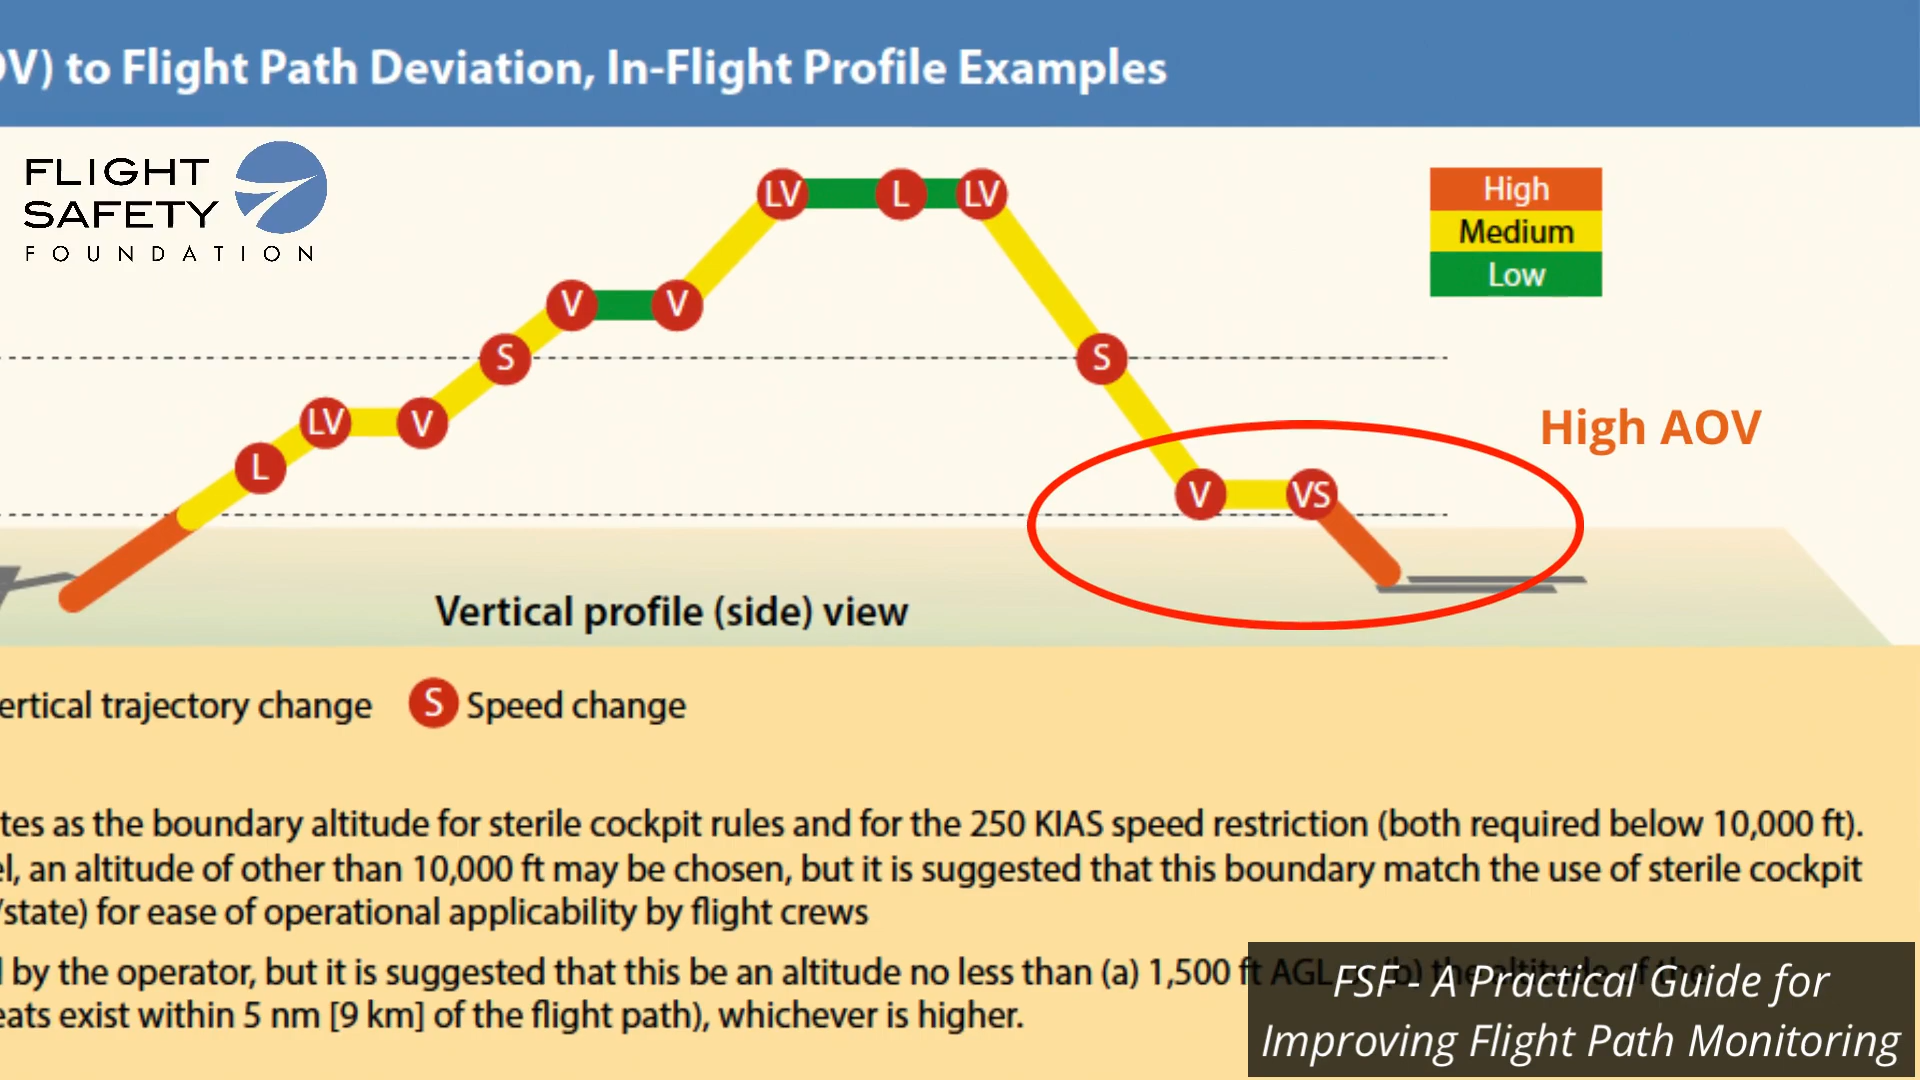 OV) to Flight Path Deviation, In-Flight Profile Examples
FLIGHT
SAFETY
FOUNDATION
LV
L
LV
High
Medium
Low
V
V
S
S
LV
V
High AOV
L
V
VS
Vertical profile (side) view
ertical trajectory change
S Speed change
tes as the boundary altitude for sterile cockpit rules and for the 250 KIAS speed restriction (both required below 10,000 ft).
el, an altitude of other than 10,000 ft may be chosen, but it is suggested that this boundary match the use of sterile cockpit
/state) for ease of operational applicability by flight crews
by the operator, but it is suggested that this be an altitude no less than (a) 1,500 ft AGL (b) the altitude of the
eats exist within 5 nm [9 km] of the flight path), whichever is higher.
FSF - A Practical Guide for
Improving Flight Path Monitoring